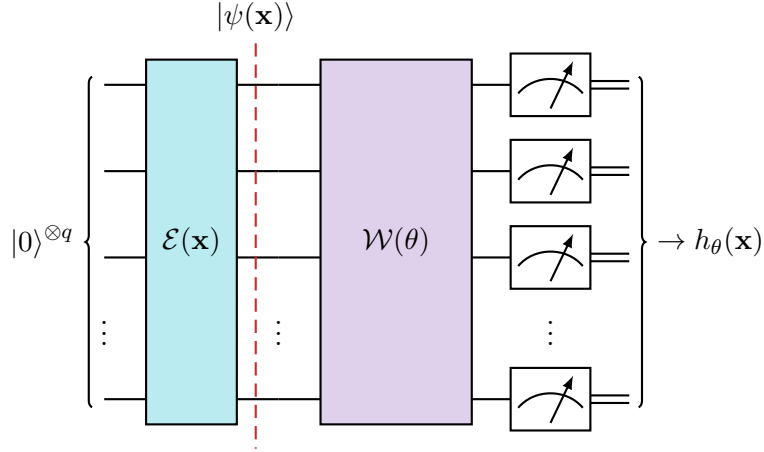 |ψ(𝐱)⟩
|0⟩^{⊗q}
ℰ(𝐱)
𝒲(θ)
→ h_θ(𝐱)
⋮ ⋮ ⋮